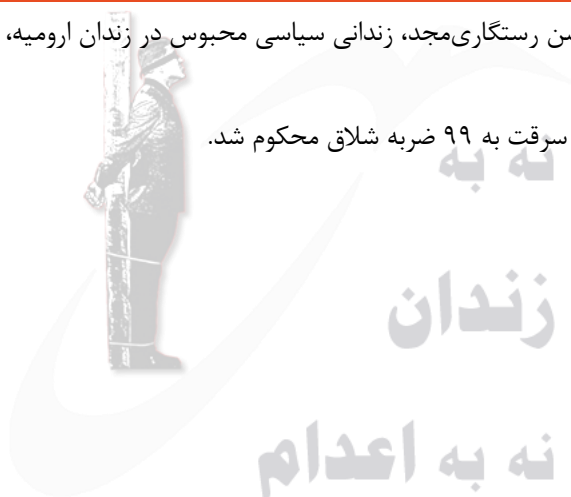 رستگاری‌مجد، زندانی سیاسی محبوس در زندان ارومیه،
سرقت به ۹۹ ضربه شلاق محکوم شد.
نه به
زندان
نه به اعدام